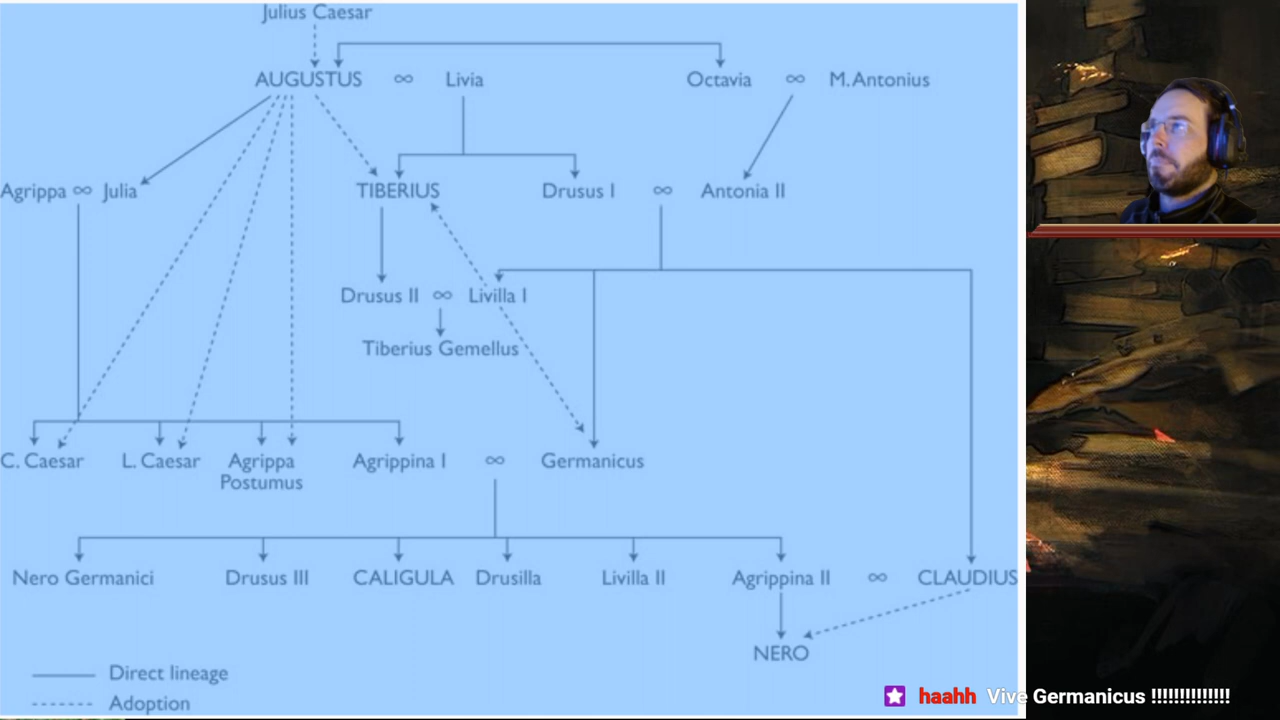 Julius Caesar
AUGUSTUS ∞ Livia Octavia ∞ M. Antonius
Agrippa ∞ Julia TIBERIUS Drusus I ∞ Antonia II
Drusus II ∞ Livilla I
Tiberius Gemellus
C. Caesar L. Caesar Agrippa Agrippina I ∞ Germanicus
Postumus
Nero Germanici Drusus III CALIGULA Drusilla Livilla II Agrippina II ∞ CLAUDIUS
NERO
Direct lineage
Adoption
haahh Vive Germanicus !!!!!!!!!!!!!!